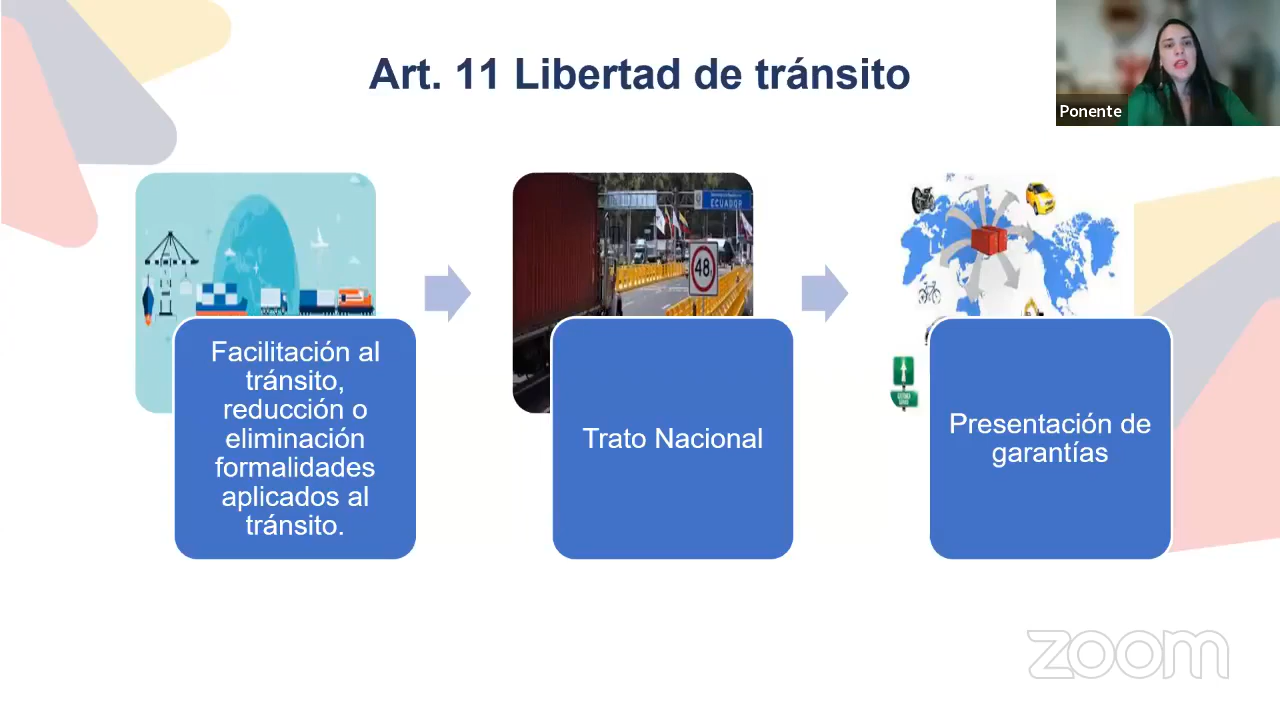 Art. 11 Libertad de tránsito
Ponente
ECUADOR
48
Facilitación al
tránsito,
reducción o
eliminación
formalidades
aplicados al
tránsito.
Trato Nacional
Presentación de
garantías
zoom